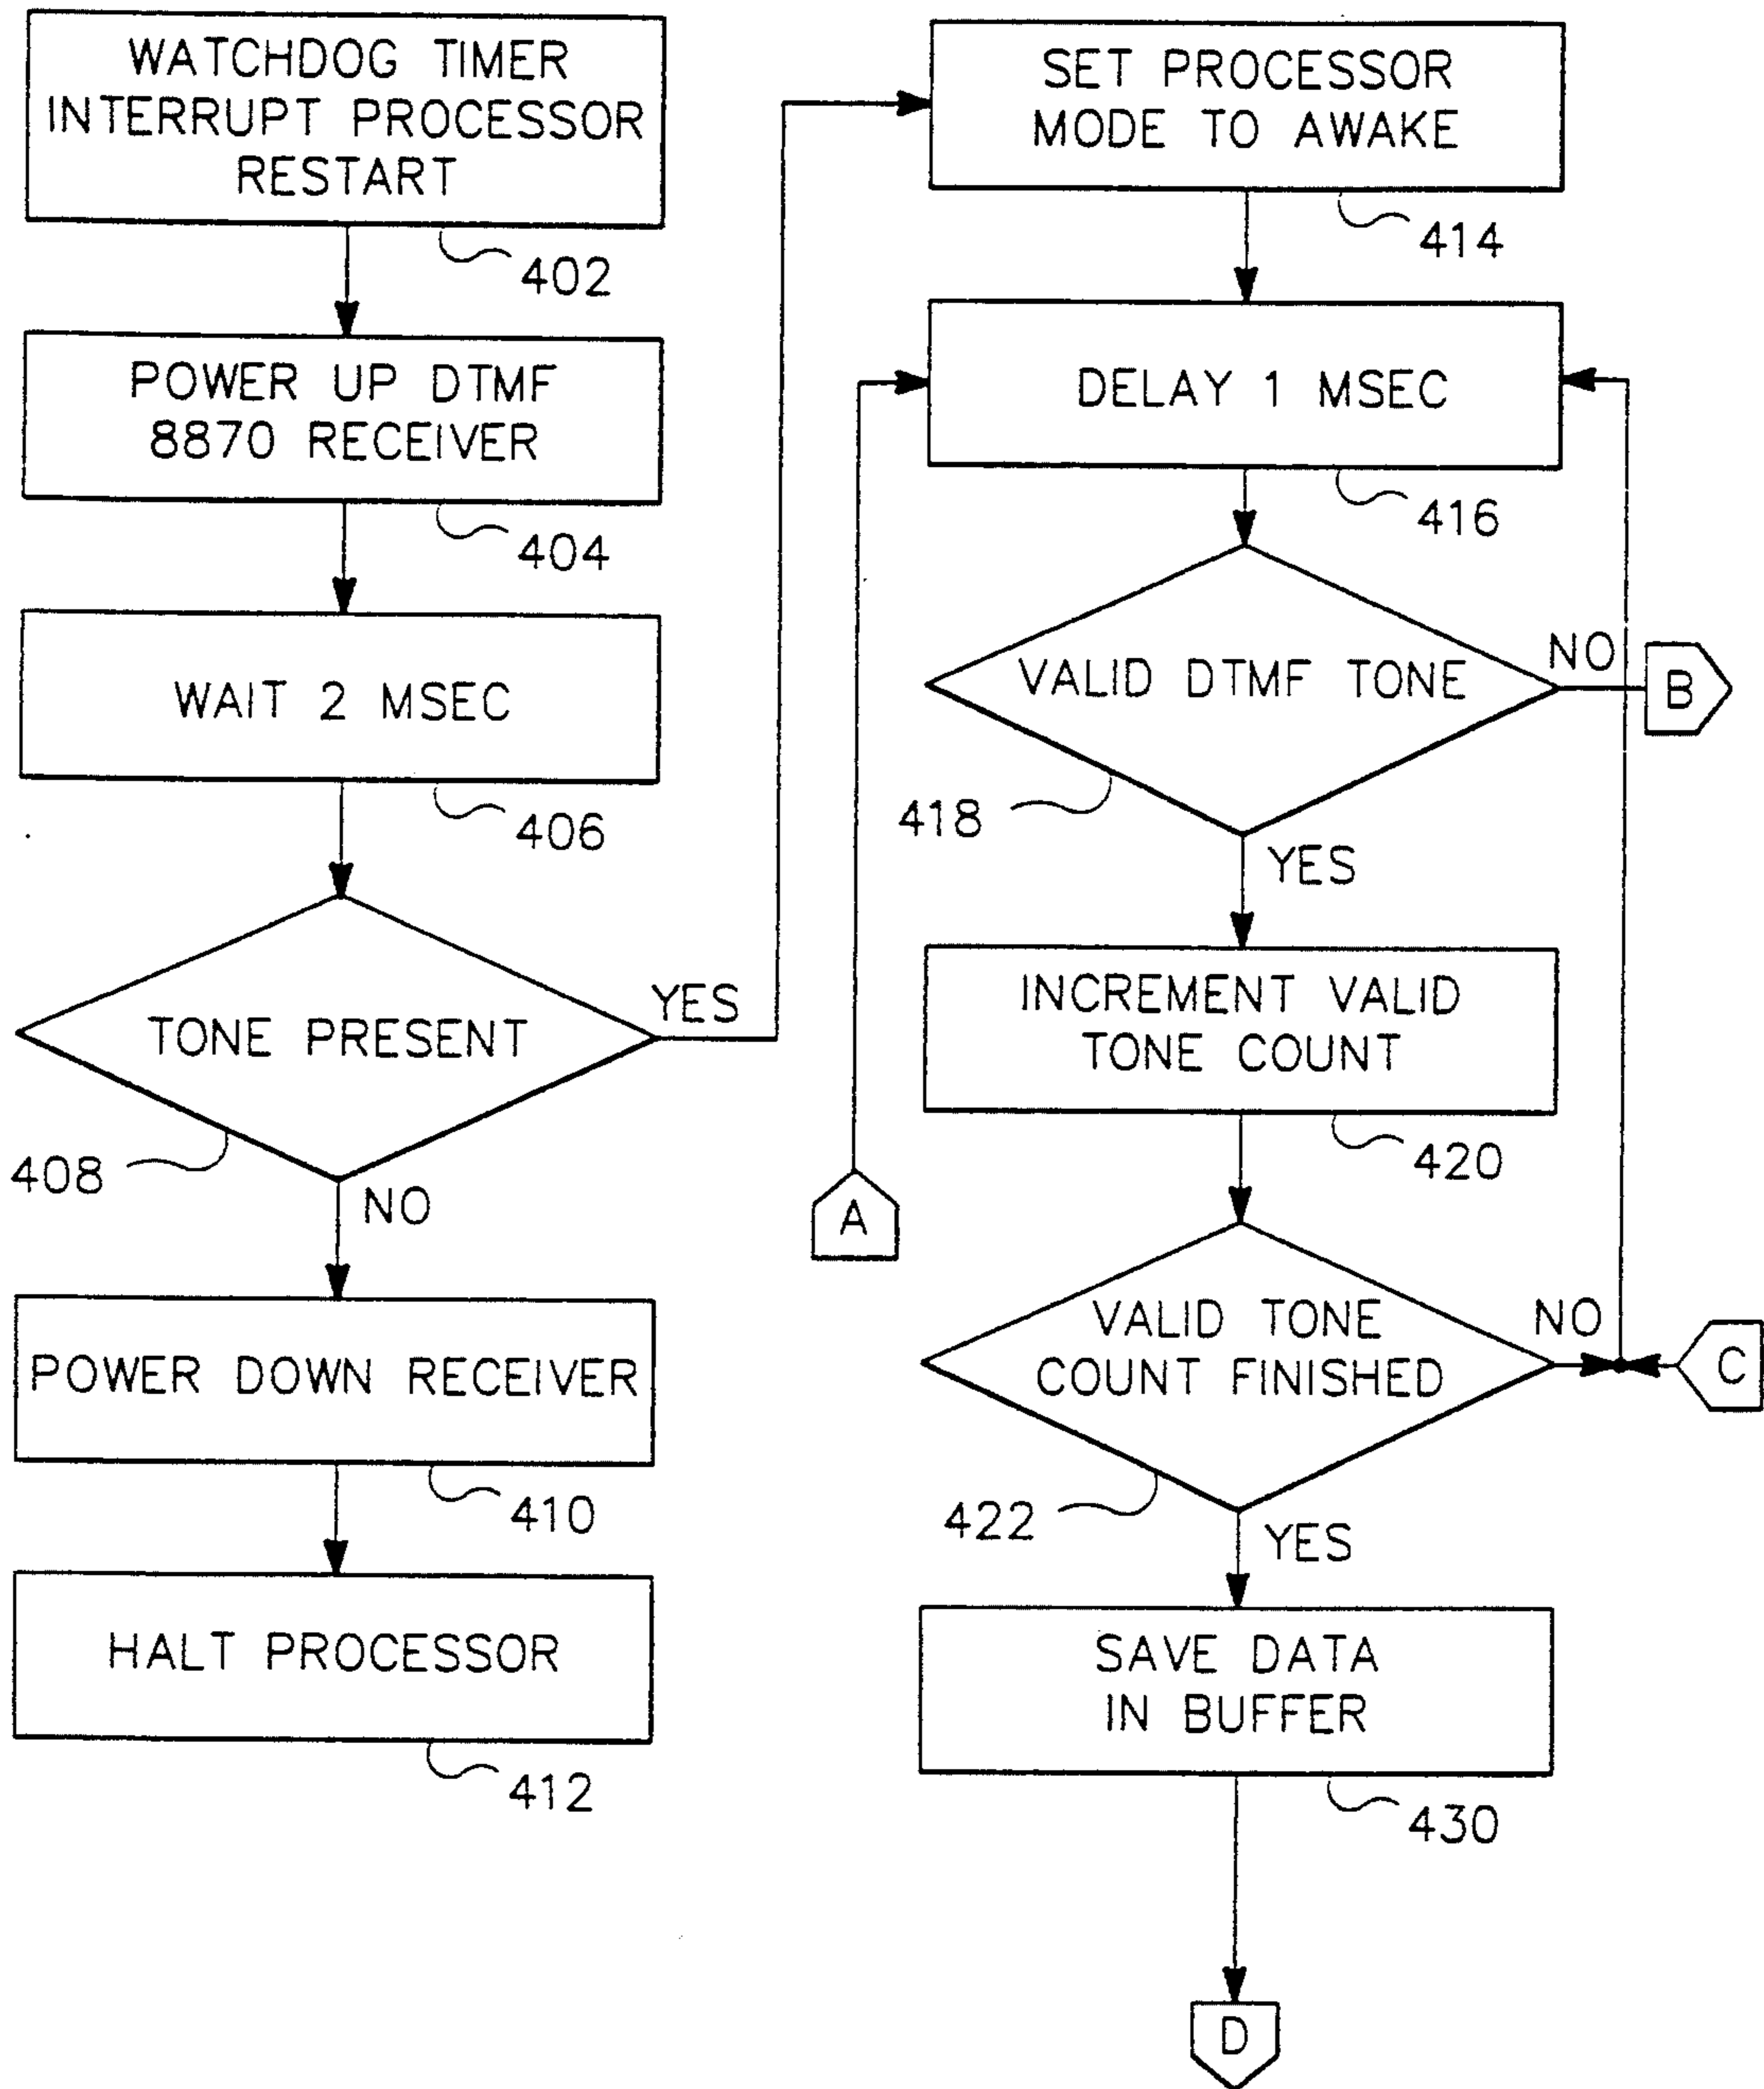 WATCHDOG TIMER
INTERRUPT PROCESSOR
RESTART
402
POWER UP DTMF
8870 RECEIVER
404
WAIT 2 MSEC
406
TONE PRESENT
YES
408
NO
POWER DOWN RECEIVER
410
HALT PROCESSOR
412
SET PROCESSOR
MODE TO AWAKE
414
DELAY 1 MSEC
416
VALID DTMF TONE
NO
B
418
YES
INCREMENT VALID
TONE COUNT
420
A
VALID TONE
COUNT FINISHED
NO
C
422
YES
SAVE DATA
IN BUFFER
430
D